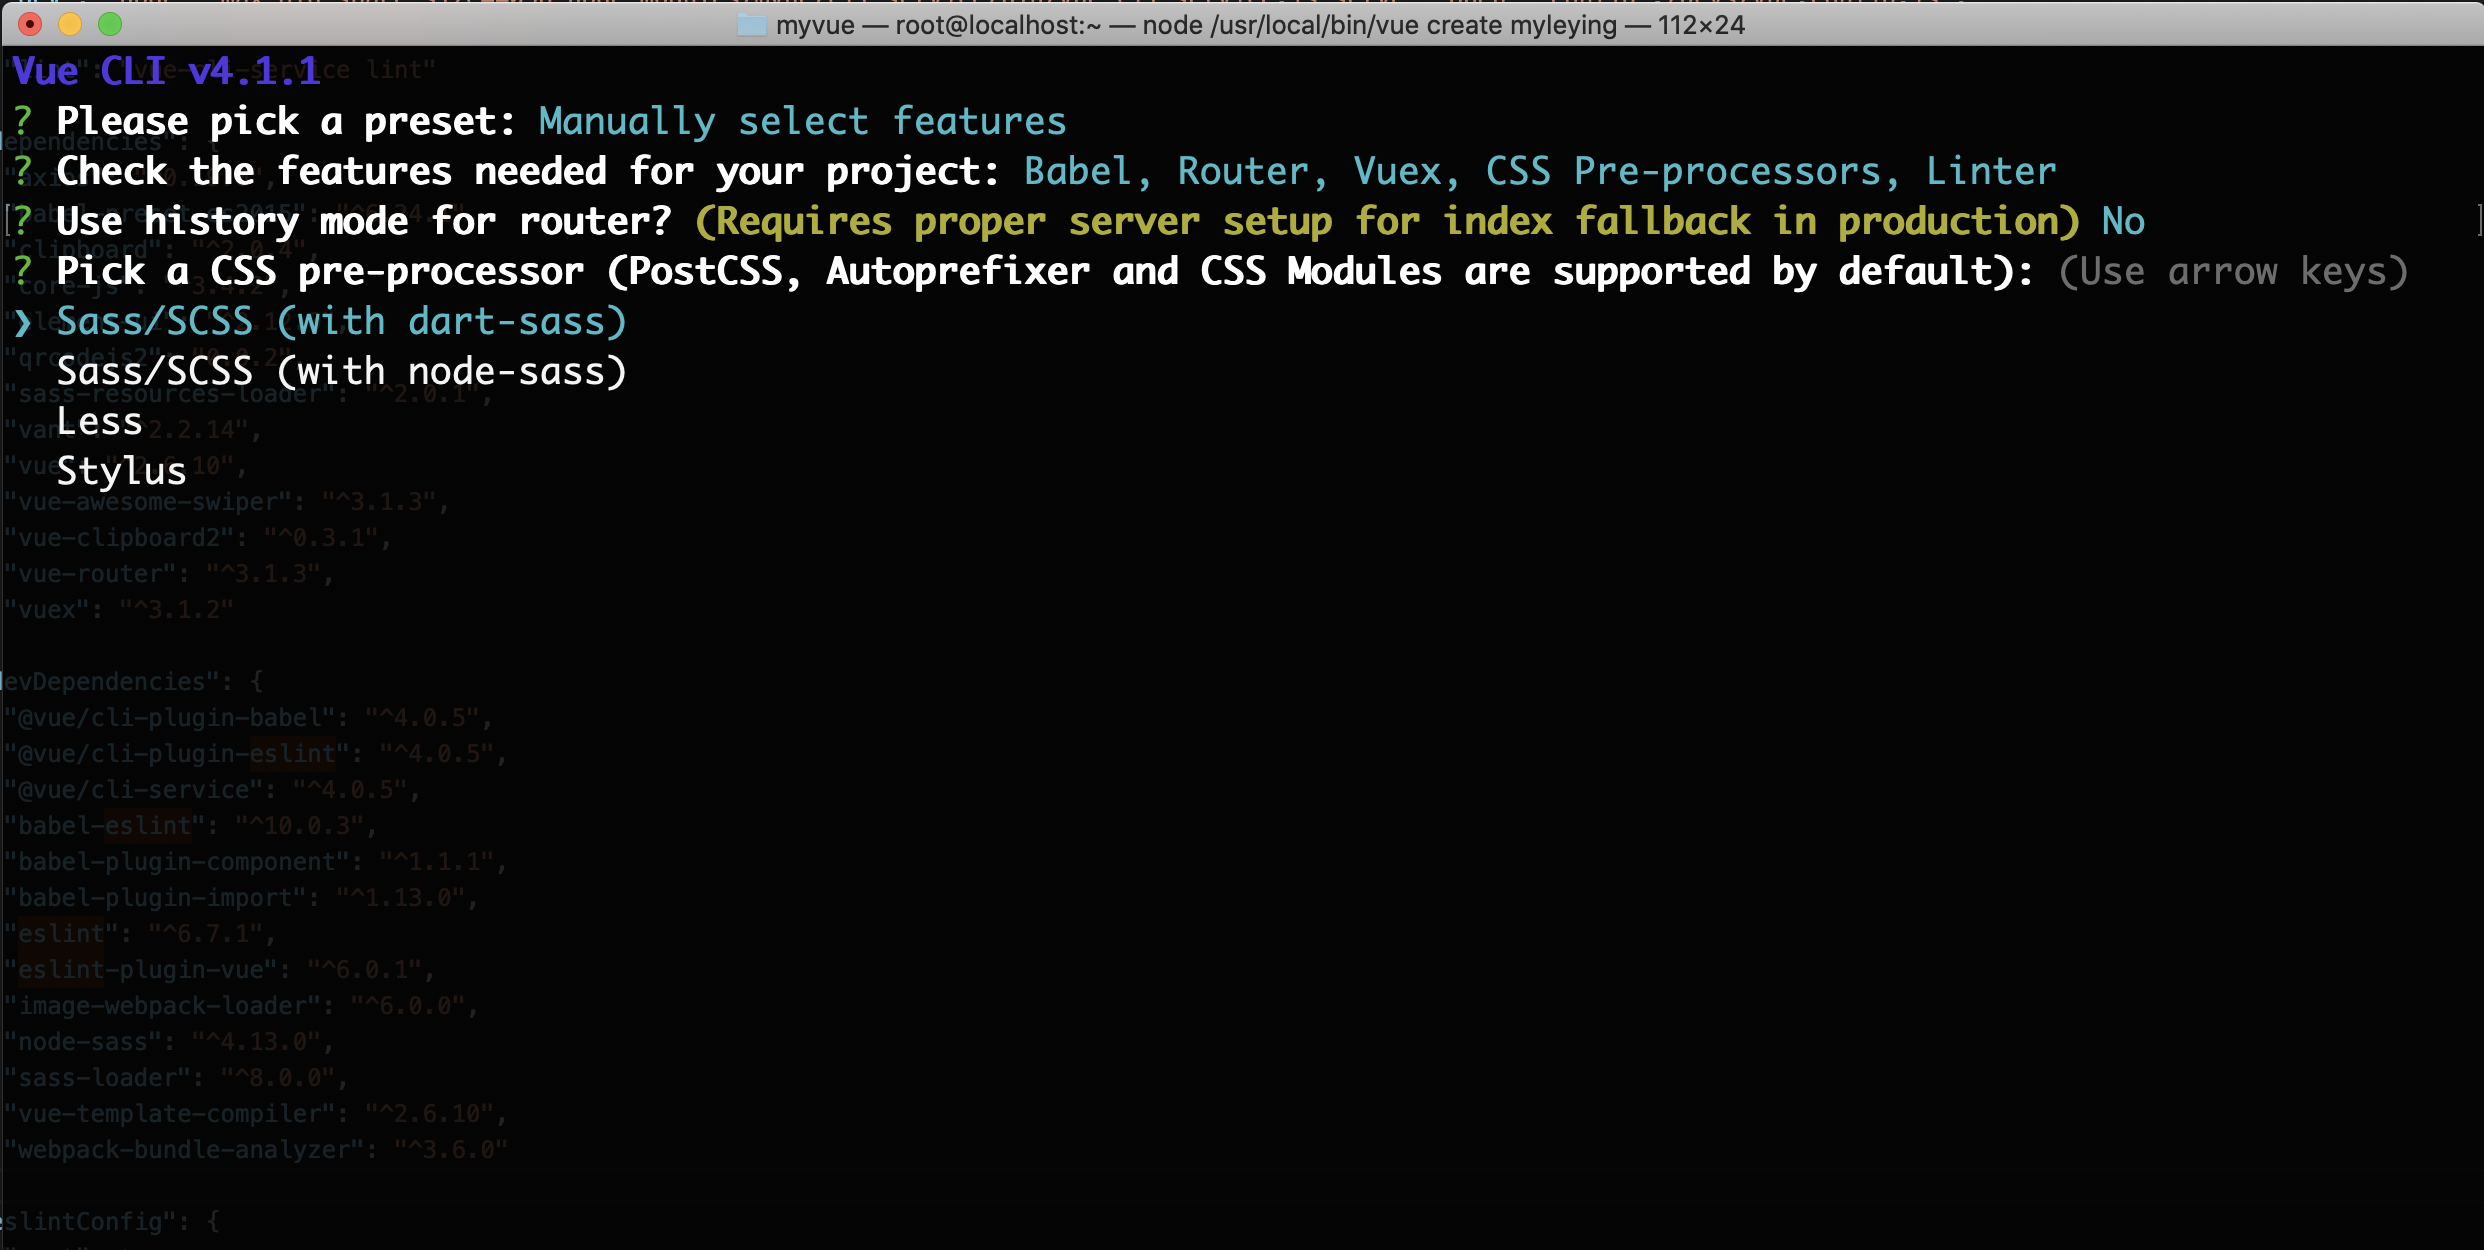 myvue — root@localhost:~ — node /usr/local/bin/vue create myleying — 112×24
Vue CLI v4.1.1
? Please pick a preset: Manually select features
? Check the features needed for your project: Babel, Router, Vuex, CSS Pre-processors, Linter
? Use history mode for router? (Requires proper server setup for index fallback in production) No
? Pick a CSS pre-processor (PostCSS, Autoprefixer and CSS Modules are supported by default): (Use arrow keys)
❯ Sass/SCSS (with dart-sass)
Sass/SCSS (with node-sass)
"sass-resources-loader": "^2.0.1",
Less
Stylus
"vue-awesome-swiper": "^3.1.3",
"vue-clipboard2": "^0.3.1",
"vue-router": "^3.1.3",
"vuex": "^3.1.2"
evDependencies": {
"@vue/cli-plugin-babel": "^4.0.5",
"@vue/cli-plugin-eslint": "^4.0.5",
"@vue/cli-service": "^4.0.5",
"babel-eslint": "^10.0.3",
"babel-plugin-component": "^1.1.1",
"babel-plugin-import": "^1.13.0",
"eslint": "^6.7.1",
"eslint-plugin-vue": "^6.0.1",
"image-webpack-loader": "^6.0.0",
"node-sass": "^4.13.0",
"sass-loader": "^8.0.0",
"vue-template-compiler": "^2.6.10",
"webpack-bundle-analyzer": "^3.6.0"
slintConfig": {